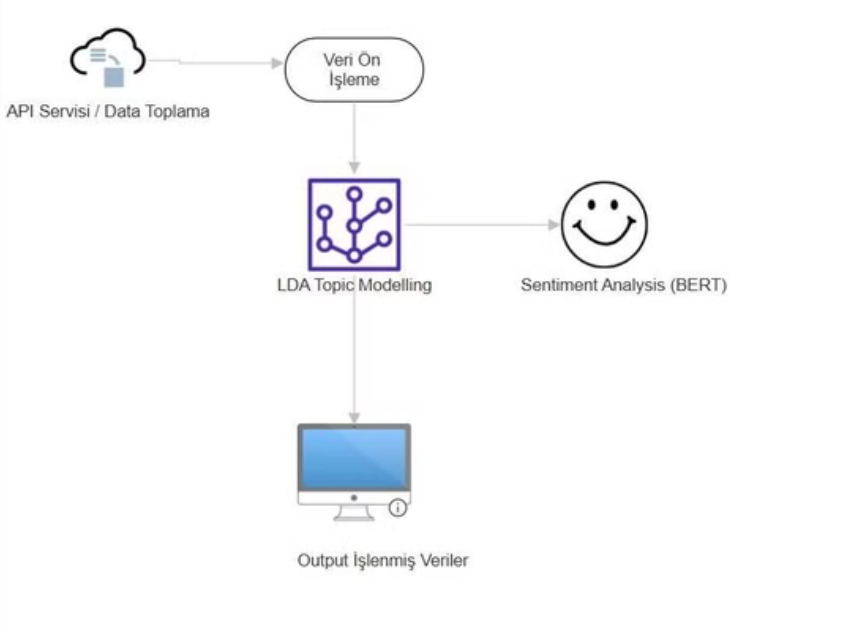 Veri Ön
İşleme
API Servisi / Data Toplama
LDA Topic Modelling
Sentiment Analysis (BERT)
Output İşlenmiş Veriler